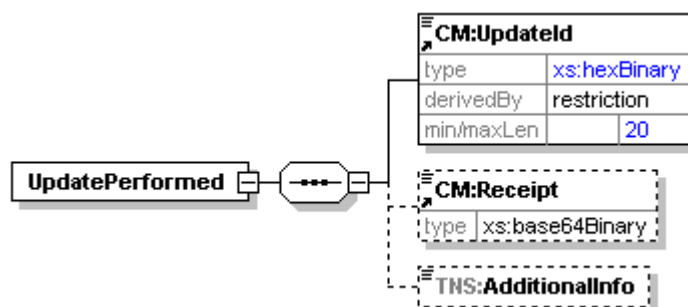 CM:UpdateId
type xs:hexBinary
derivedBy restriction
min/maxLen 20
UpdatePerformed
CM:Receipt
type xs:base64Binary
TNS:AdditionalInfo